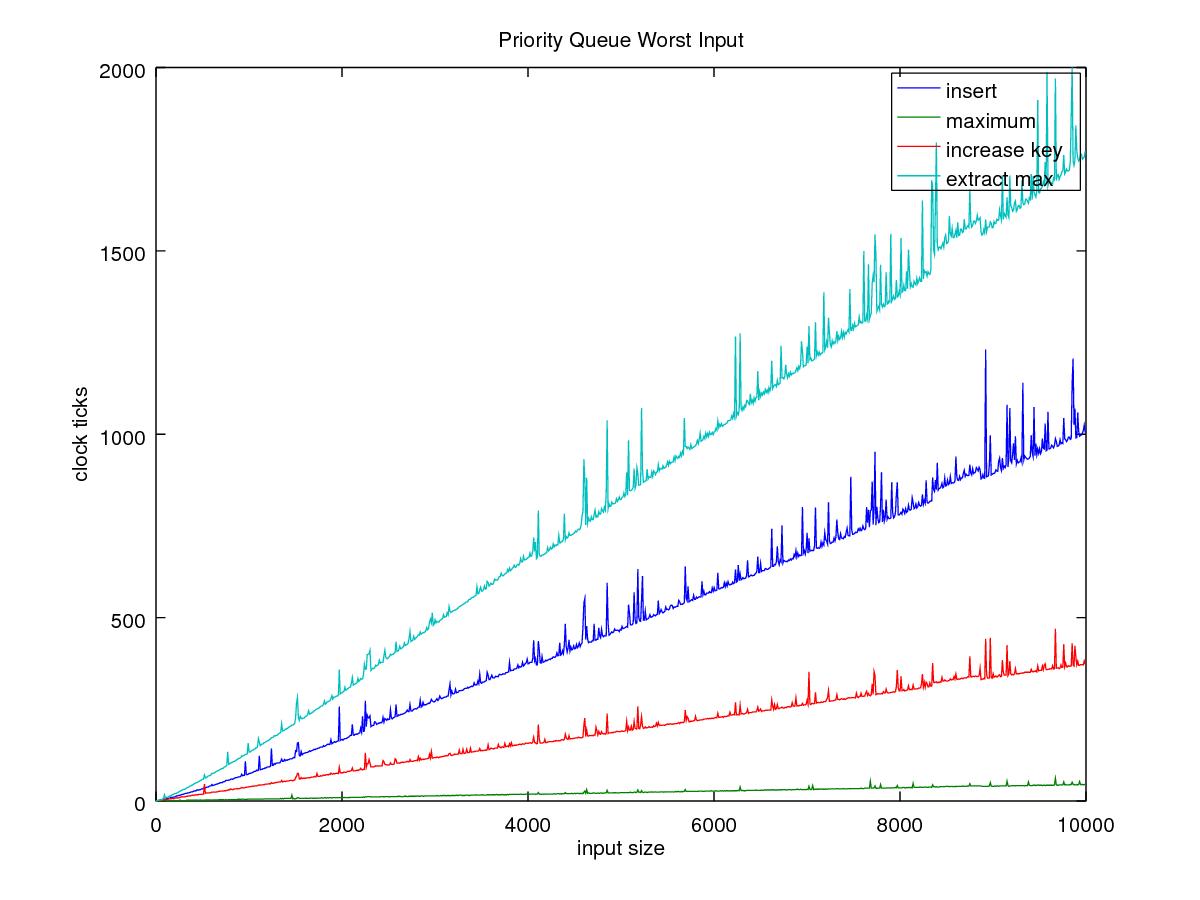 Priority Queue Worst Input
2000
1500
1000
500
0
clock ticks
insert
maximum
increase key
extract max
0 2000 4000 6000 8000 10000
input size